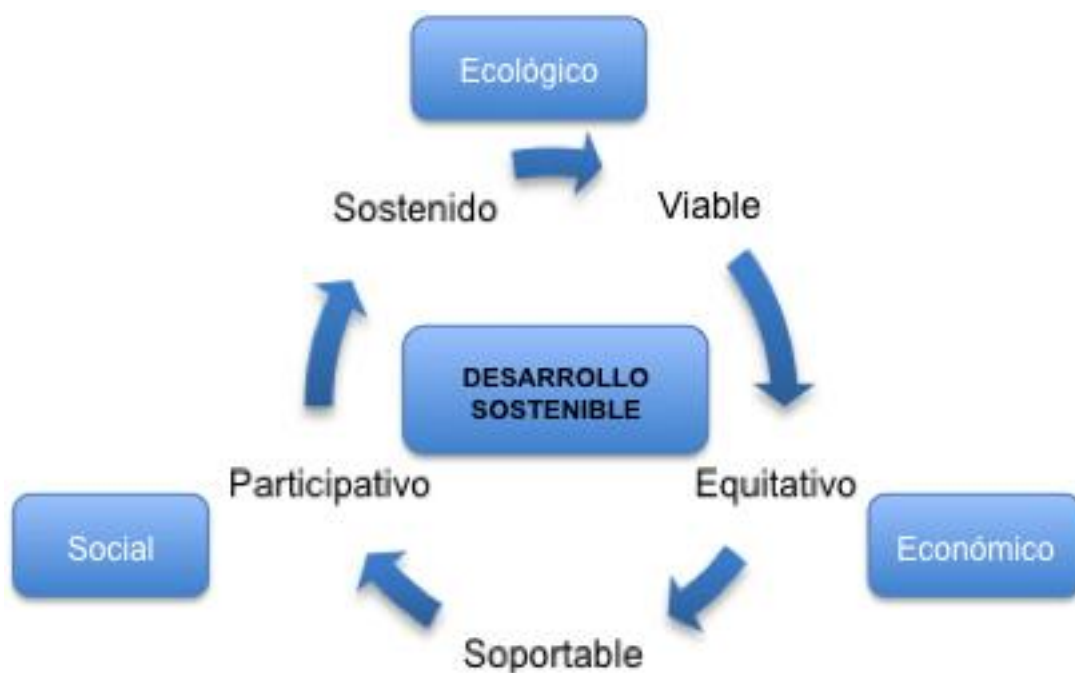 Ecológico
Sostenido
Viable
DESARROLLO
SOSTENIBLE
Participativo
Equitativo
Social
Económico
Soportable